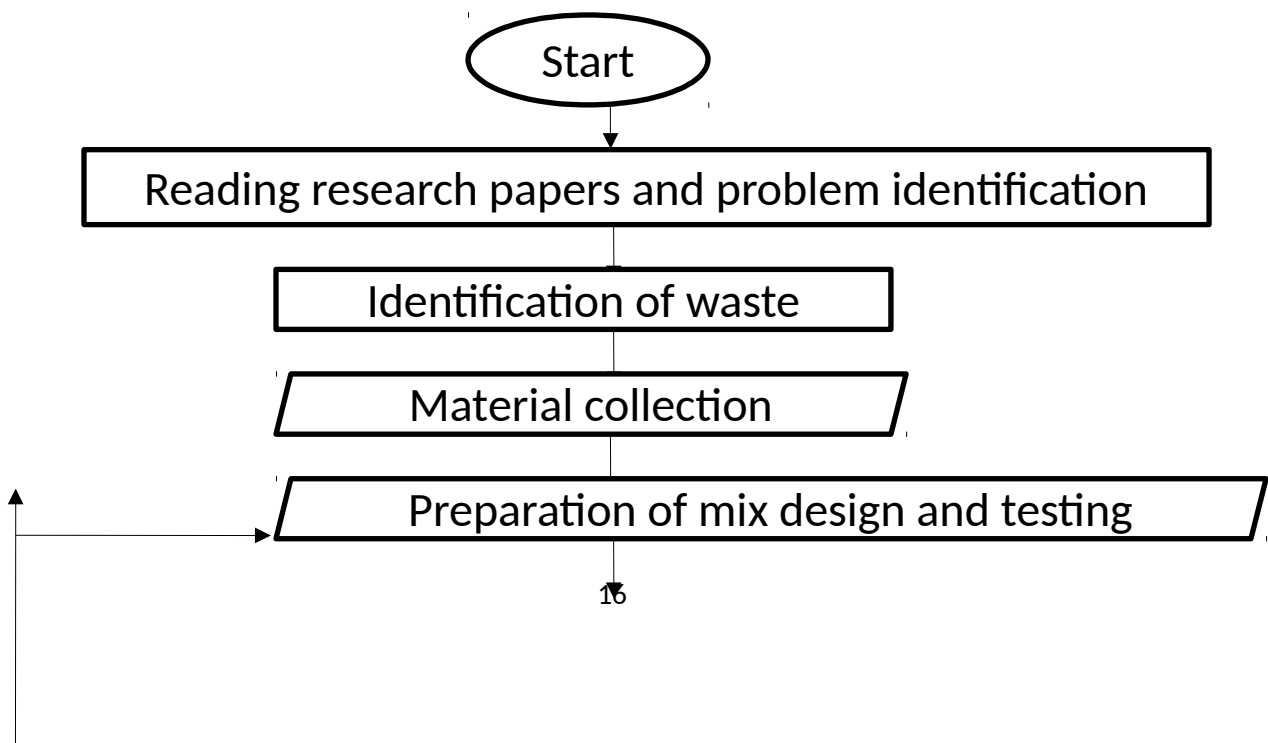 Start
Reading research papers and problem identification
Identification of waste
Material collection
Preparation of mix design and testing
16